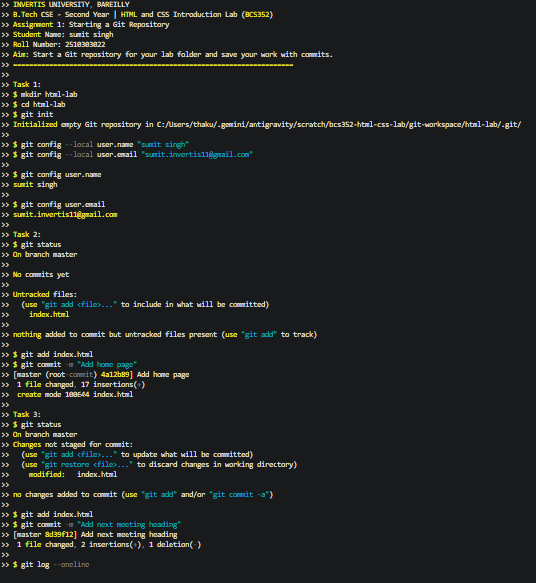 >> INVERTIS UNIVERSITY, BAREILLY
>> B.Tech CSE - Second Year | HTML and CSS Introduction Lab (BCS352)
>> Assignment 1: Starting a Git Repository
>> Student Name: sumit singh
>> Roll Number: 2510303022
>> Aim: Start a Git repository for your lab folder and save your work with commits.
>> ======================================================================
>>
>> Task 1:
>> $ mkdir html-lab
>> $ cd html-lab
>> $ git init
>> Initialized empty Git repository in C:/Users/thaku/.gemini/antigravity/scratch/bcs352-html-css-lab/git-workspace/html-lab/.git/
>>
>> $ git config --local user.name "sumit singh"
>> $ git config --local user.email "sumit.invertis11@gmail.com"
>>
>> $ git config user.name
>> sumit singh
>>
>> $ git config user.email
>> sumit.invertis11@gmail.com
>>
>> Task 2:
>> $ git status
>> On branch master
>>
>> No commits yet
>>
>> Untracked files:
>>   (use "git add <file>..." to include in what will be committed)
>>     index.html
>>
>> nothing added to commit but untracked files present (use "git add" to track)
>>
>> $ git add index.html
>> $ git commit -m "Add home page"
>> [master (root-commit) 4a12b89] Add home page
>>  1 file changed, 17 insertions(+)
>>  create mode 100644 index.html
>>
>> Task 3:
>> $ git status
>> On branch master
>> Changes not staged for commit:
>>   (use "git add <file>..." to update what will be committed)
>>   (use "git restore <file>..." to discard changes in working directory)
>>     modified:   index.html
>>
>> no changes added to commit (use "git add" and/or "git commit -a")
>>
>> $ git add index.html
>> $ git commit -m "Add next meeting heading"
>> [master 8d39f12] Add next meeting heading
>>  1 file changed, 2 insertions(+), 1 deletion(-)
>>
>> $ git log --oneline